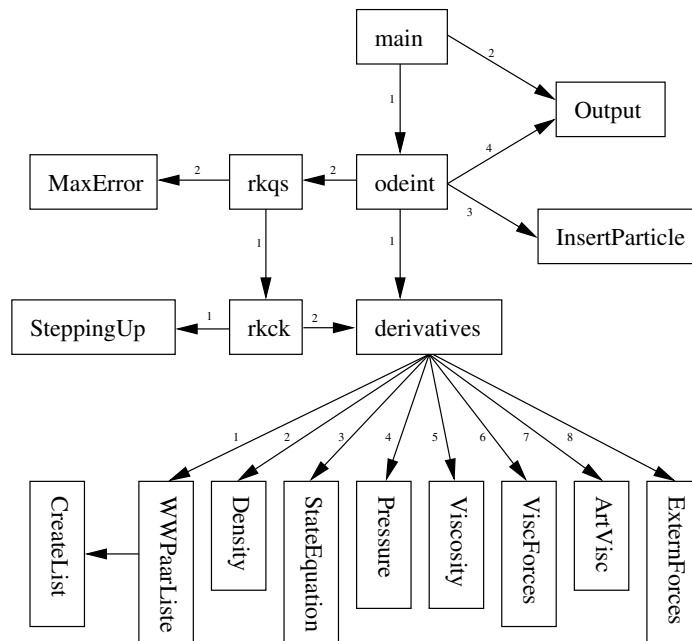 main
2
1
Output
4
MaxError
2
rkqs
2
odeint
3
InsertParticle
1
1
SteppingUp
1
rkck
2
derivatives
1
2
3
4
5
6
7
8
CreateList
WWPaarListe
Density
StateEquation
Pressure
Viscosity
ViscForces
ArtVisc
ExternForces